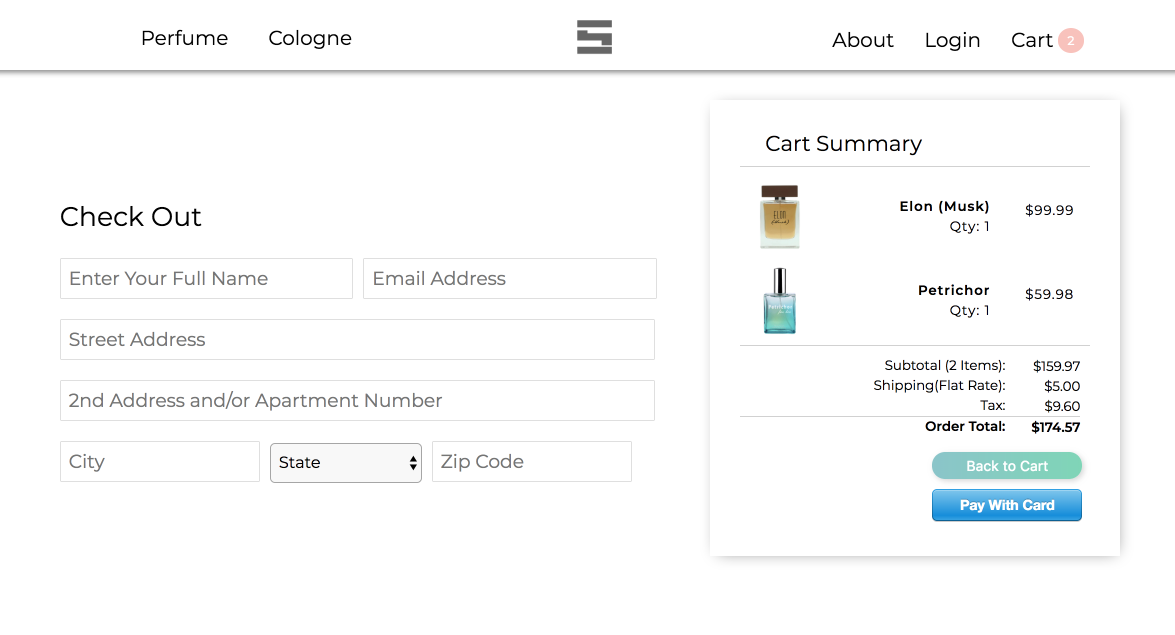 Perfume Cologne About Login Cart 2
Cart Summary
Elon (Musk) $99.99
Qty: 1
Petrichor $59.98
Qty: 1
Subtotal (2 Items): $159.97
Shipping(Flat Rate): $5.00
Tax: $9.60
Order Total: $174.57
Back to Cart
Pay With Card
Check Out
Enter Your Full Name Email Address
Street Address
2nd Address and/or Apartment Number
City State Zip Code
ELON
Petrichor